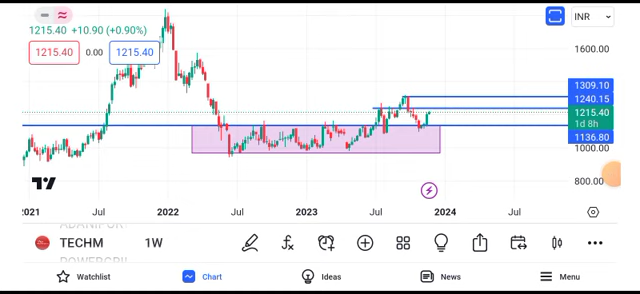 1215.40 +10.90 (+0.90%)
INR
1215.40 0.00 1215.40
1600.00
1309.10
1240.15
1215.40
1d 8h
1136.80
1000.00
800.00
2021 Jul 2022 Jul 2023 Jul 2024 Jul
TECHM 1W
Watchlist Chart Ideas News Menu